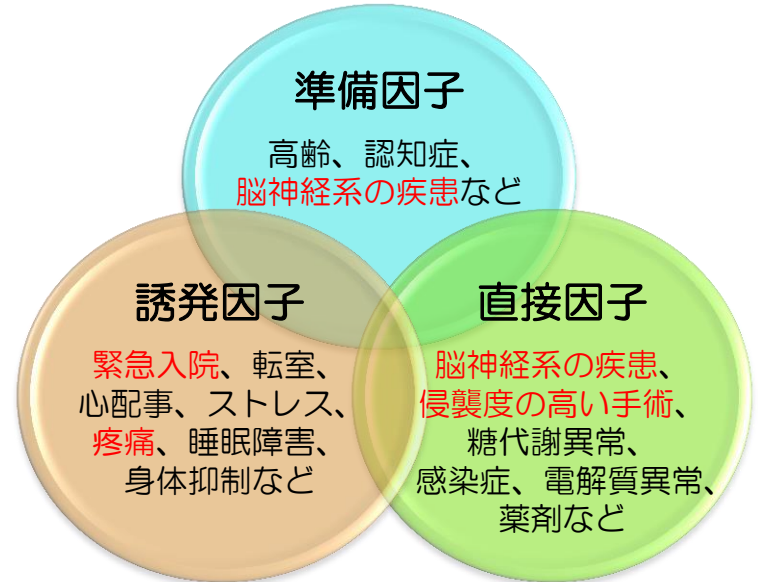 準備因子
高齢、認知症、
脳神経系の疾患など
誘発因子
緊急入院、転室、
心配事、ストレス、
疼痛、睡眠障害、
身体抑制など
直接因子
脳神経系の疾患、
侵襲度の高い手術、
糖代謝異常、
感染症、電解質異常、
薬剤など